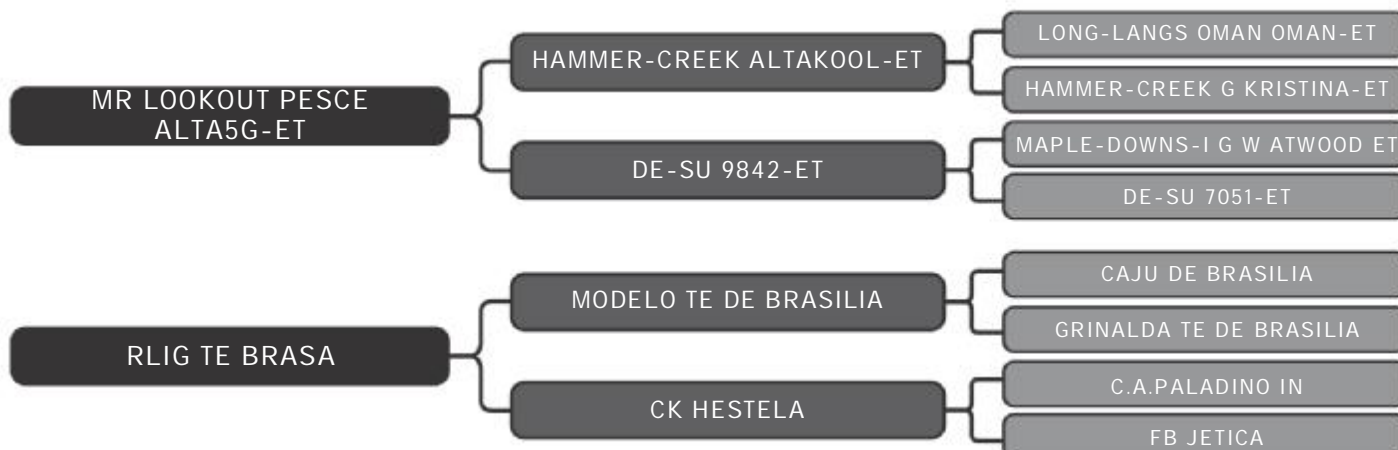 MR LOOKOUT PESCE
ALTA5G-ET
HAMMER-CREEK ALTAKOOL-ET
LONG-LANGS OMAN OMAN-ET
HAMMER-CREEK G KRISTINA-ET
DE-SU 9842-ET
MAPLE-DOWNS-I G W ATWOOD ET
DE-SU 7051-ET
RLIG TE BRASA
MODELO TE DE BRASILIA
CAJU DE BRASILIA
GRINALDA TE DE BRASILIA
CK HESTELA
C.A.PALADINO IN
FB JETICA